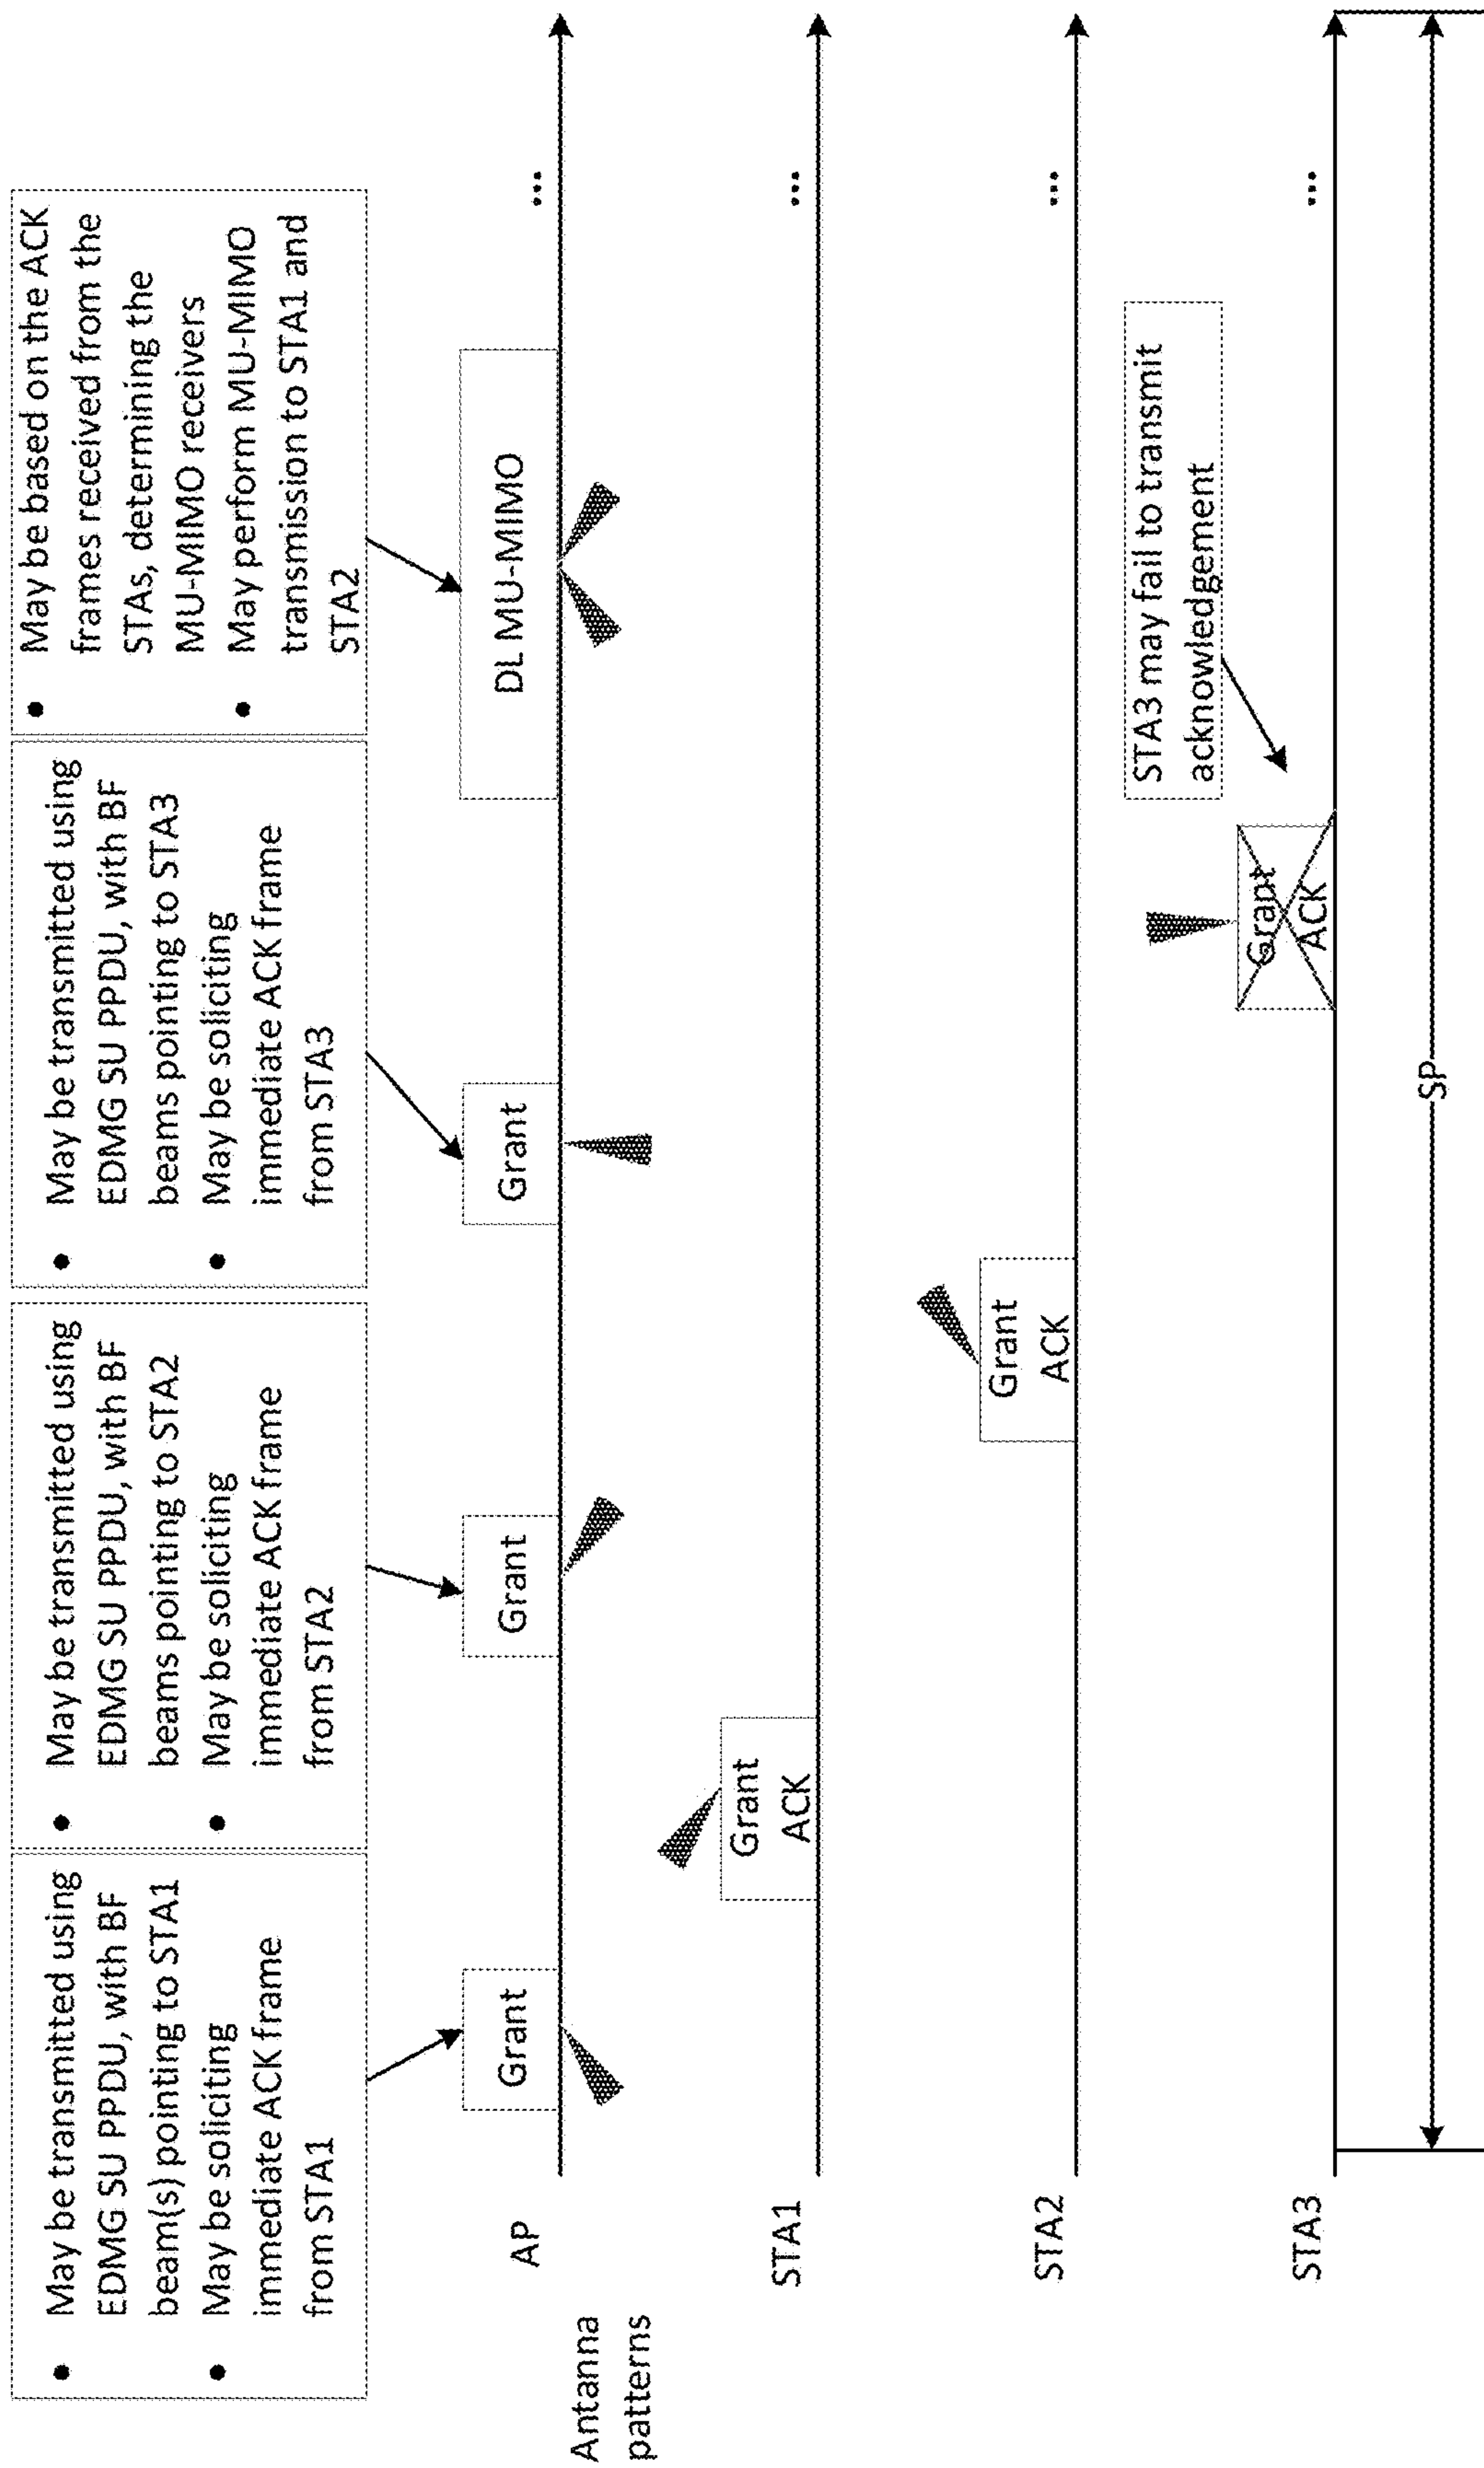 • May be transmitted using
EDMG SU PPDU, with BF
beam(s) pointing to STA1
• May be soliciting
immediate ACK frame
from STA1
• May be transmitted using
EDMG SU PPDU, with BF
beams pointing to STA2
• May be soliciting
immediate ACK frame
from STA2
• May be transmitted using
EDMG SU PPDU, with BF
beams pointing to STA3
• May be soliciting
immediate ACK frame
from STA3
• May be based on the ACK
frames received from the
STAs, determining the
MU-MIMO receivers
• May perform MU-MIMO
transmission to STA1 and
STA2
AP
Grant
Grant
Grant
DL MU-MIMO
...
Antanna
patterns
STA1
Grant
ACK
...
STA2
Grant
ACK
...
STA3 may fail to transmit
acknowledgement
STA3
Grant
ACK
...
SP